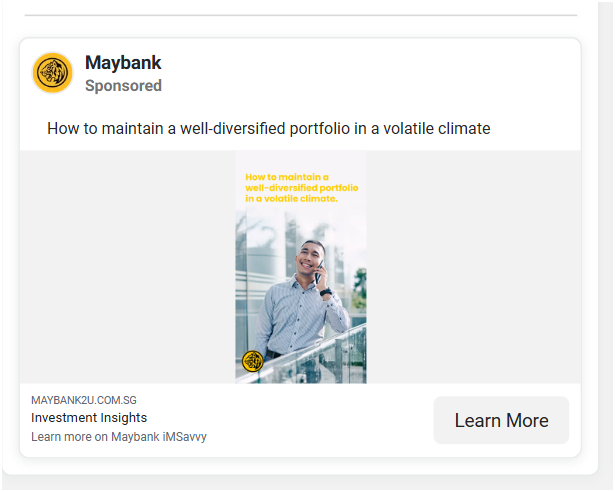 Maybank
Sponsored
How to maintain a well-diversified portfolio in a volatile climate
How to maintain a
well-diversified portfolio
in a volatile climate.
MAYBANK2U.COM.SG
Investment Insights
Learn more on Maybank iMSavvy
Learn More